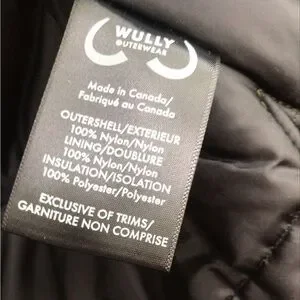 WULLY
OUTERWEAR
Made in Canada/
Fabriqué au Canada
OUTERSHELL/EXTERIEUR
100% Nylon/Nylon
LINING/DOUBLURE
100% Nylon/Nylon
INSULATION/ISOLATION
100% Polyester/Polyester
EXCLUSIVE OF TRIMS/
GARNITURE NON COMPRISE